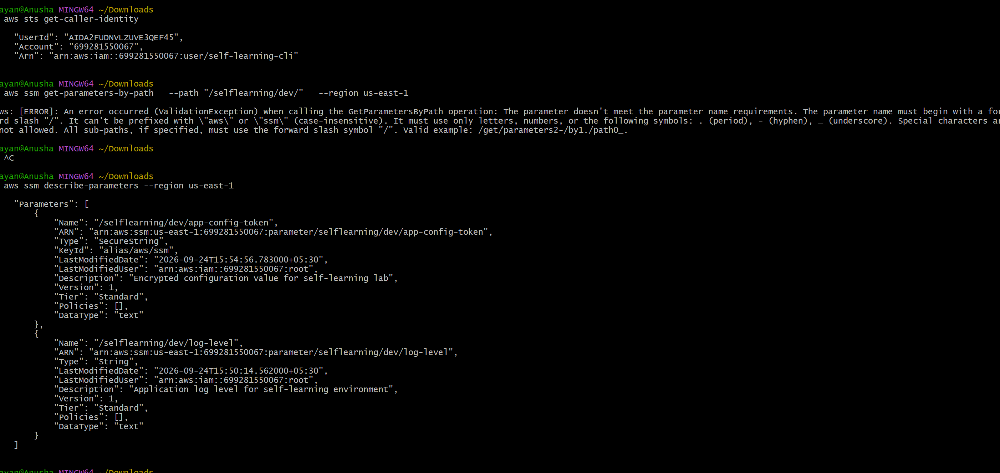 ayan@Anusha MINGW64 ~/Downloads
aws sts get-caller-identity
"UserId": "AIDA2FUDNVLZUVE3QEF45",
"Account": "699281550067",
"Arn": "arn:aws:iam::699281550067:user/self-learning-cli"
ayan@Anusha MINGW64 ~/Downloads
aws ssm get-parameters-by-path   --path "/selflearning/dev/"   --region us-east-1
ws: [ERROR]: An error occurred (ValidationException) when calling the GetParametersByPath operation: The parameter doesn't meet the parameter name requirements. The parameter name must begin with a for
rd slash "/". It can't be prefixed with \"aws\" or \"ssm\" (case-insensitive). It must use only letters, numbers, or the following symbols: . (period), - (hyphen), _ (underscore). Special characters ar
not allowed. All sub-paths, if specified, must use the forward slash symbol "/". Valid example: /get/parameters2-/by1./path0_.
ayan@Anusha MINGW64 ~/Downloads
^C
ayan@Anusha MINGW64 ~/Downloads
aws ssm describe-parameters --region us-east-1
"Parameters": [
{
"Name": "/selflearning/dev/app-config-token",
"ARN": "arn:aws:ssm:us-east-1:699281550067:parameter/selflearning/dev/app-config-token",
"Type": "SecureString",
"KeyId": "alias/aws/ssm",
"LastModifiedDate": "2026-09-24T15:54:56.783000+05:30",
"LastModifiedUser": "arn:aws:iam::699281550067:root",
"Description": "Encrypted configuration value for self-learning lab",
"Version": 1,
"Tier": "Standard",
"Policies": [],
"DataType": "text"
},
{
"Name": "/selflearning/dev/log-level",
"ARN": "arn:aws:ssm:us-east-1:699281550067:parameter/selflearning/dev/log-level",
"Type": "String",
"LastModifiedDate": "2026-09-24T15:50:14.562000+05:30",
"LastModifiedUser": "arn:aws:iam::699281550067:root",
"Description": "Application log level for self-learning environment",
"Version": 1,
"Tier": "Standard",
"Policies": [],
"DataType": "text"
}
]
ayan@Anusha MINGW64 ~/Downloads